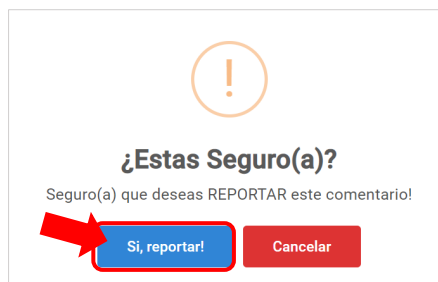 ¿Estas Seguro(a)?
Seguro(a) que deseas REPORTAR este comentario!
Si, reportar! Cancelar